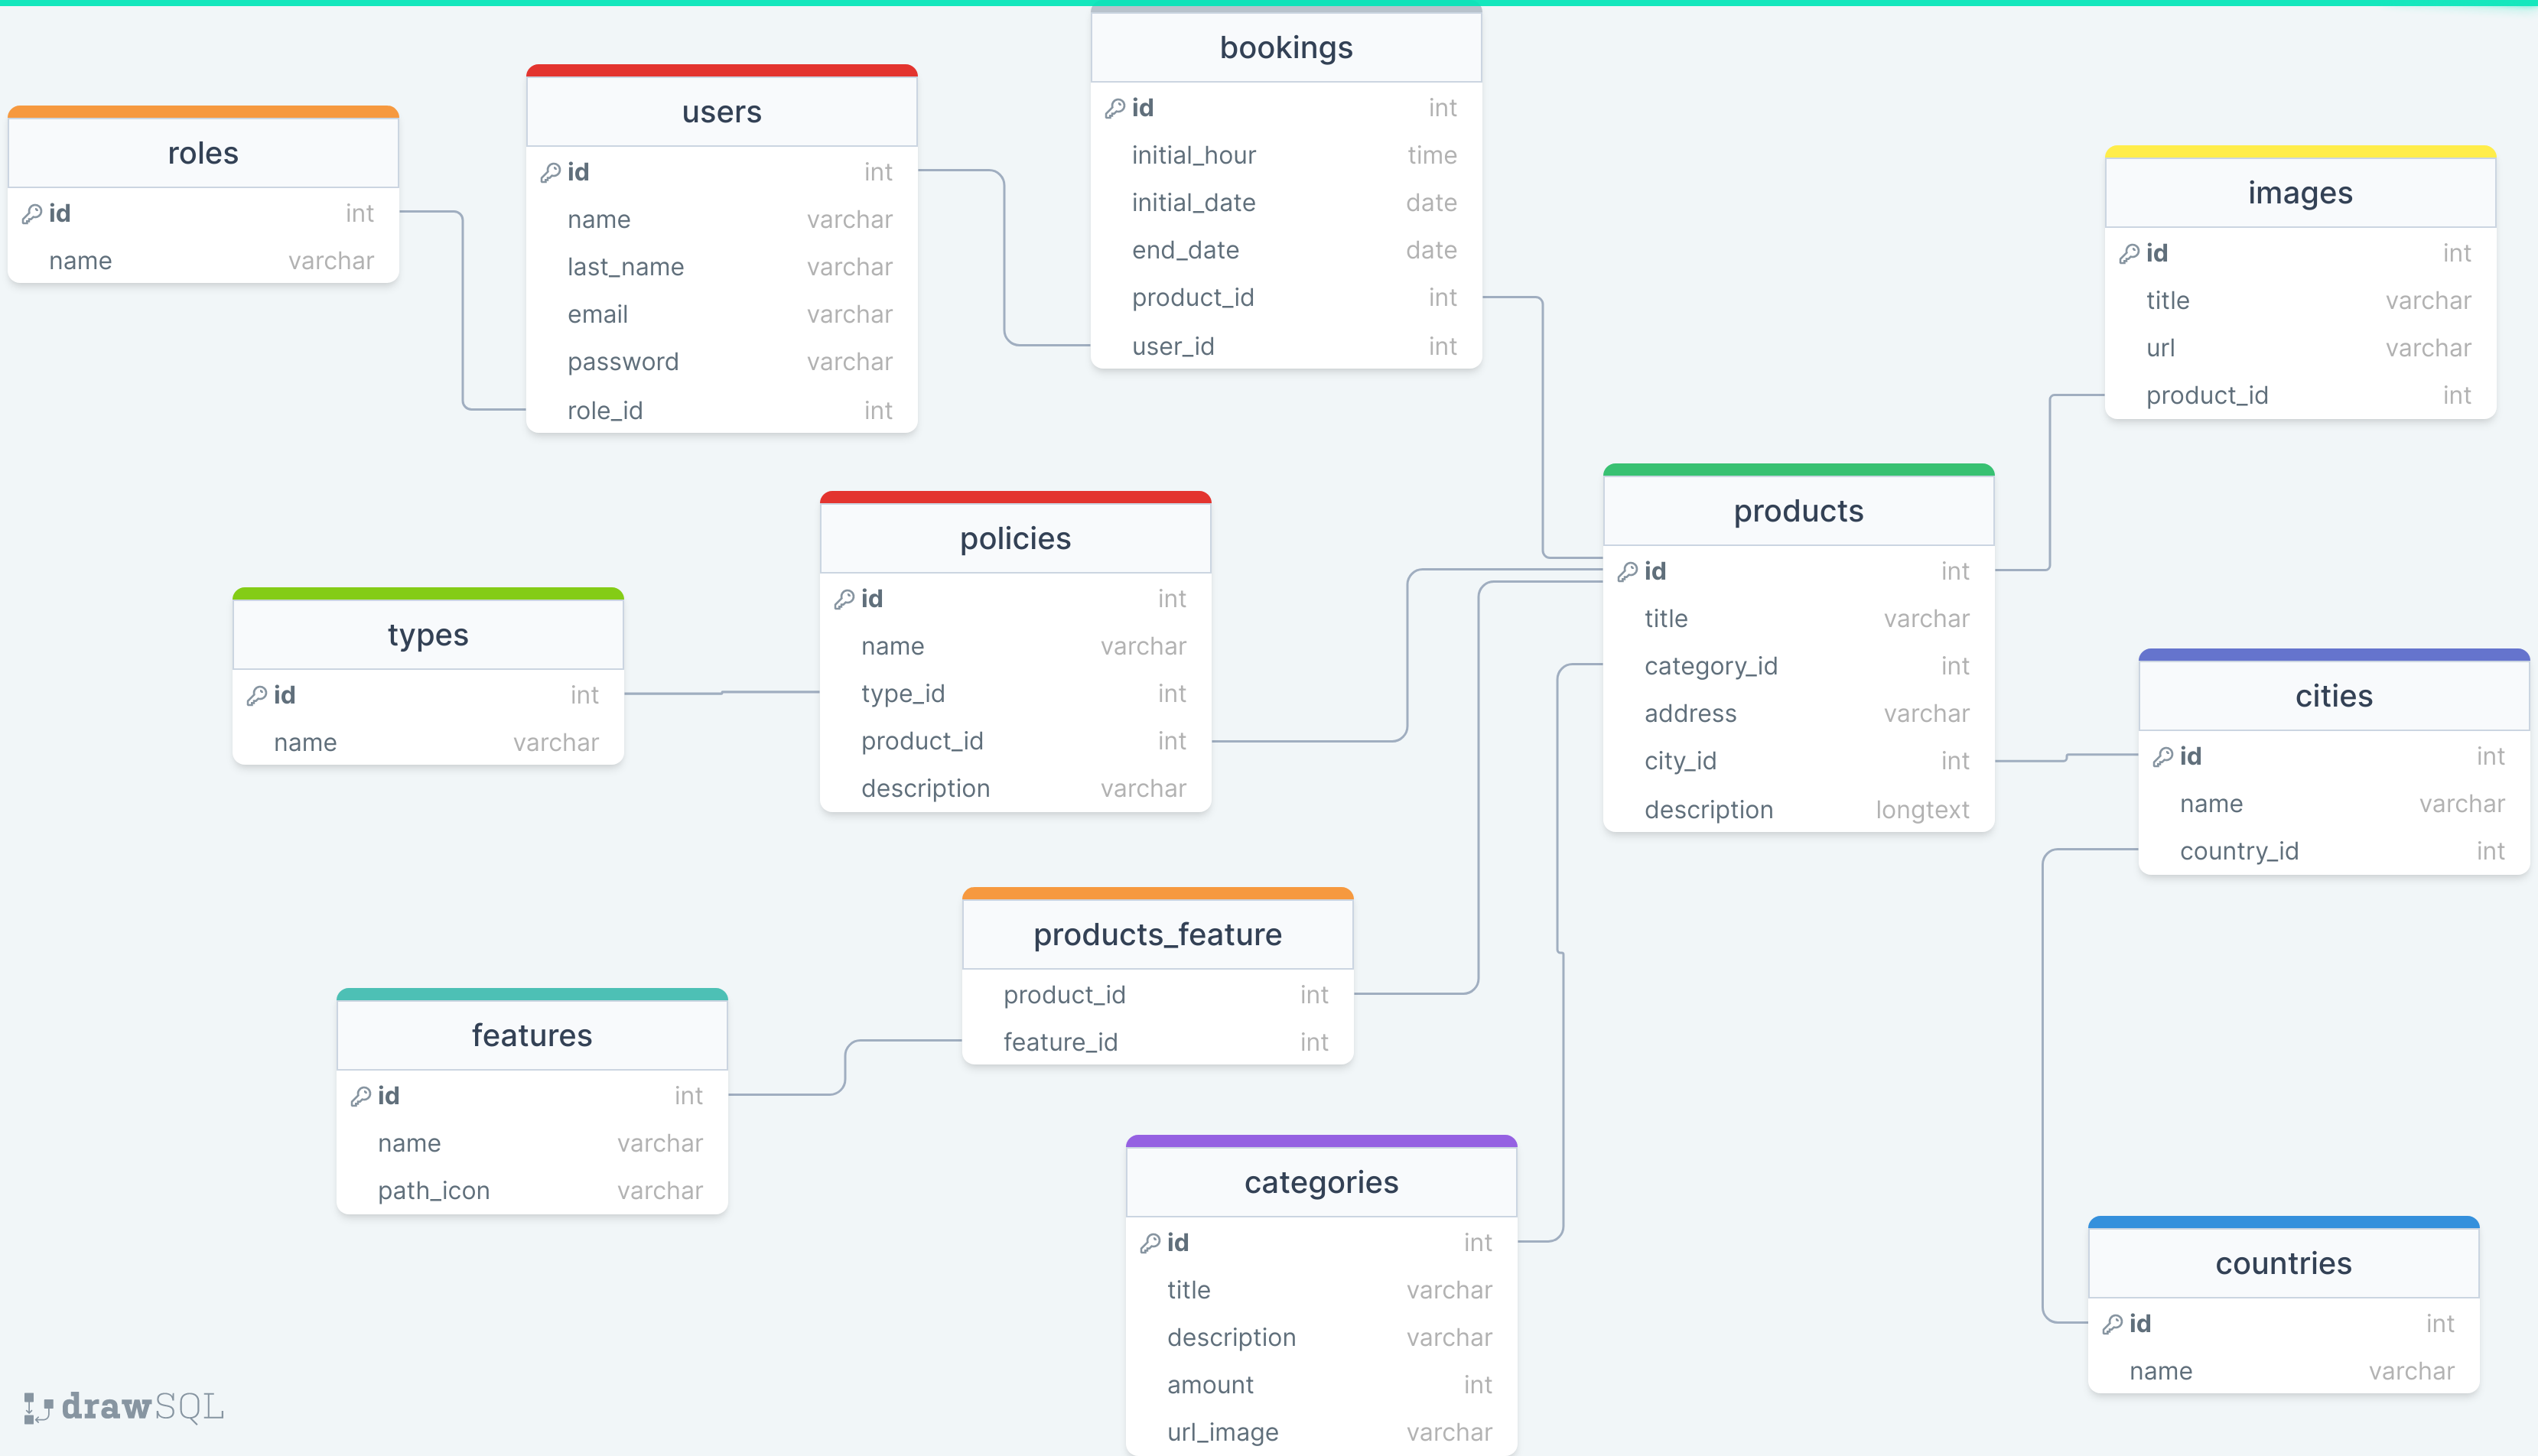 roles
id int
name varchar
users
id int
name varchar
last_name varchar
email varchar
password varchar
role_id int
bookings
id int
initial_hour time
initial_date date
end_date date
product_id int
user_id int
images
id int
title varchar
url varchar
product_id int
types
id int
name varchar
policies
id int
name varchar
type_id int
product_id int
description varchar
products
id int
title varchar
category_id int
address varchar
city_id int
description longtext
cities
id int
name varchar
country_id int
features
id int
name varchar
path_icon varchar
products_feature
product_id int
feature_id int
categories
id int
title varchar
description varchar
amount int
url_image varchar
countries
id int
name varchar
drawSQL